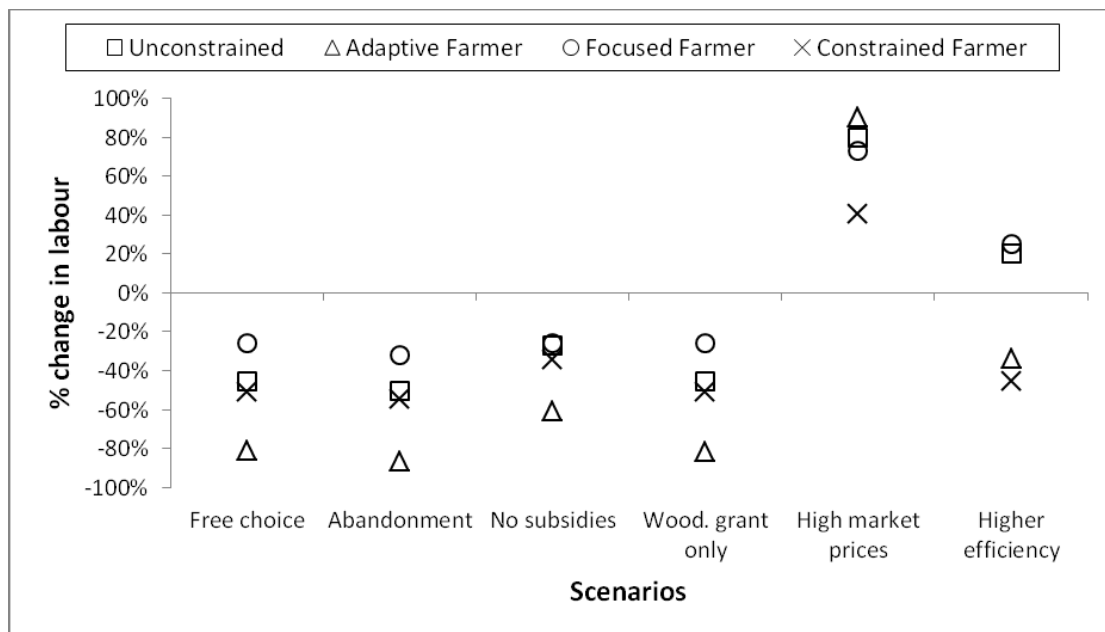 Unconstrained Adaptive Farmer Focused Farmer Constrained Farmer
100%
80%
60%
40%
20%
0%
-20%
-40%
-60%
-80%
-100%
% change in labour
Free choice
Abandonment
No subsidies
Wood. grant
only
High market
prices
Higher
efficiency
Scenarios